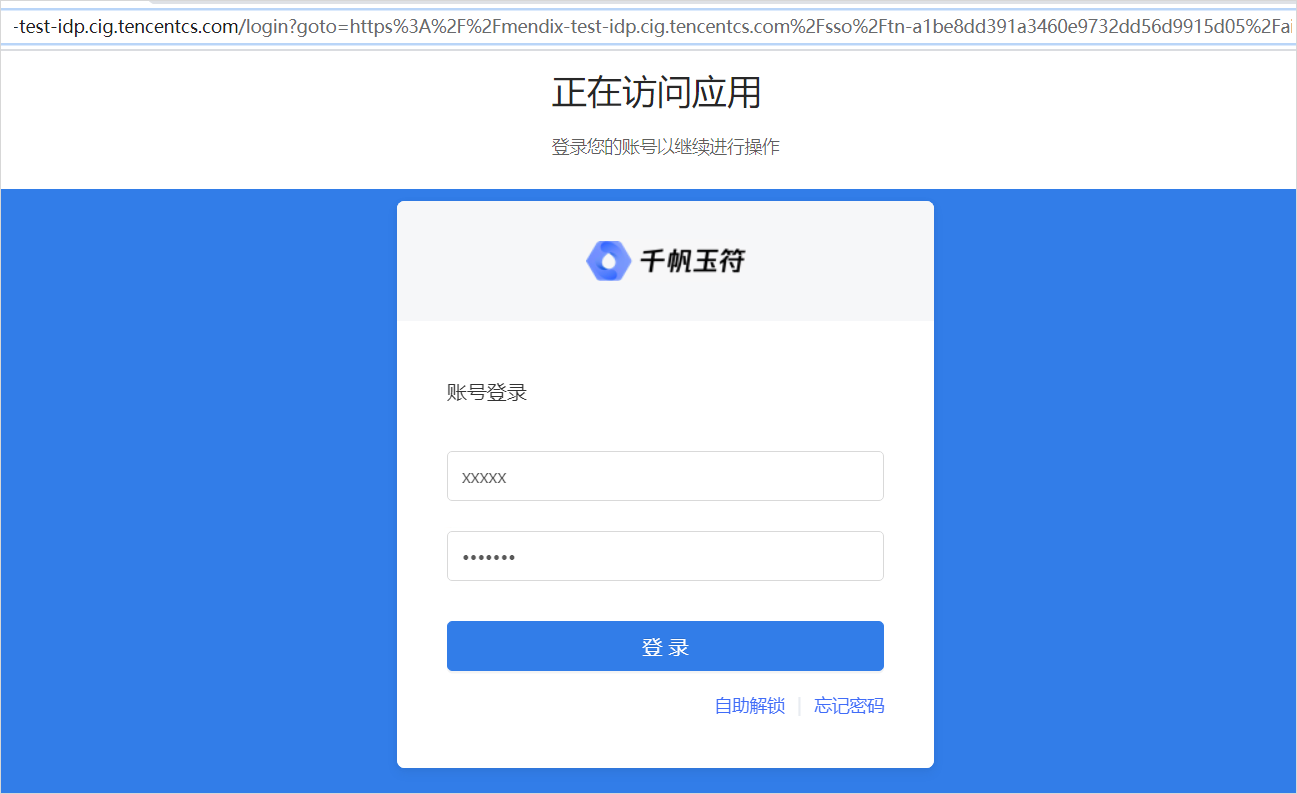 -test-idp.cig.tencentcs.com/login?goto=https%3A%2F%2Fmendix-test-idp.cig.tencentcs.com%2Fsso%2Ftn-a1be8dd391a3460e9732dd56d9915d05%2Fai
正在访问应用
登录您的账号以继续进行操作
千帆玉符
账号登录
xxxxx
•••••••
登 录
自助解锁 | 忘记密码